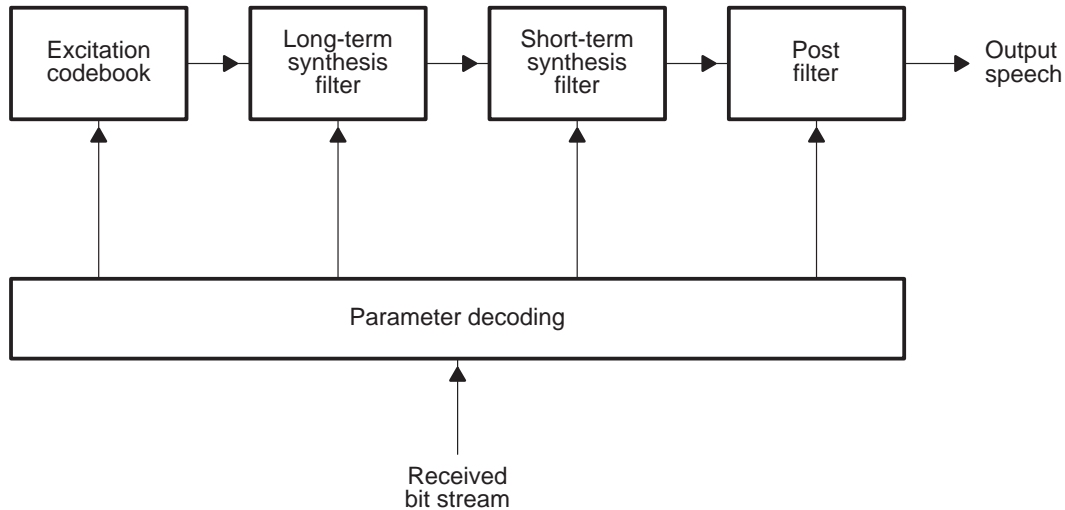 Excitation
codebook
Long-term
synthesis
filter
Short-term
synthesis
filter
Post
filter
Output
speech
Parameter decoding
Received
bit stream